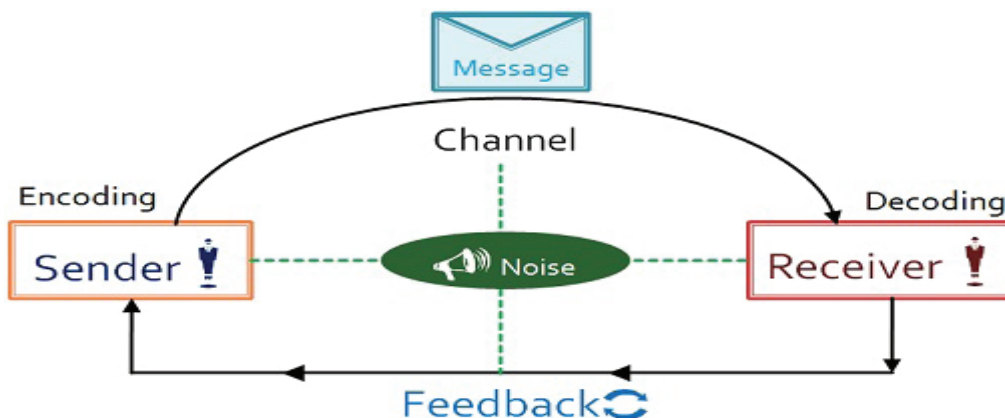 Message
Channel
Encoding
Decoding
Sender
Noise
Receiver
Feedback